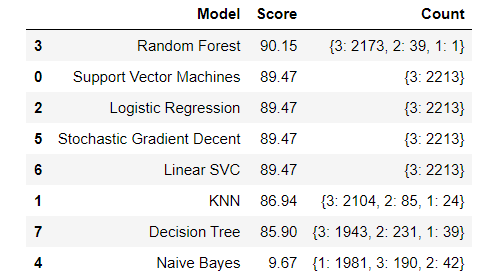 Model Score Count
3 Random Forest 90.15 {3: 2173, 2: 39, 1: 1}
0 Support Vector Machines 89.47 {3: 2213}
2 Logistic Regression 89.47 {3: 2213}
5 Stochastic Gradient Decent 89.47 {3: 2213}
6 Linear SVC 89.47 {3: 2213}
1 KNN 86.94 {3: 2104, 2: 85, 1: 24}
7 Decision Tree 85.90 {3: 1943, 2: 231, 1: 39}
4 Naive Bayes 9.67 {1: 1981, 3: 190, 2: 42}